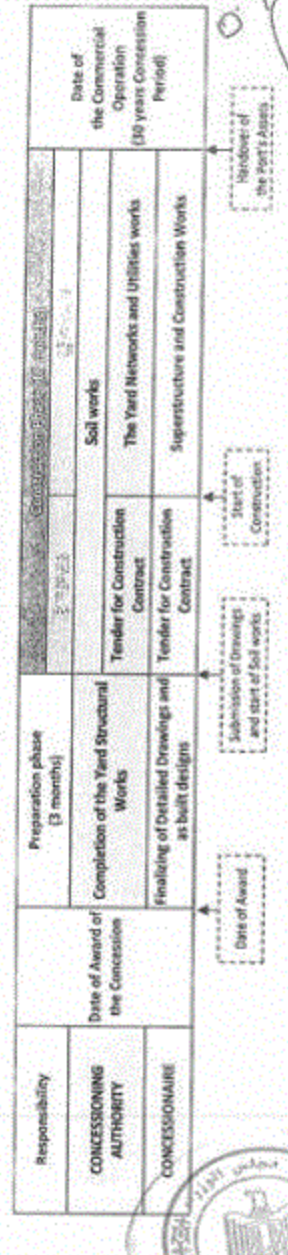 Responsibility
CONCESSIONING
AUTHORITY
CONCESSIONAIRE
Date of Award of
the Concession
Preparation phase
(3 months)
Completion of the Yard Structural
Works
Finalizing of Detailed Drawings and
as built designs
Construction Phase
Soil works
Tender for Construction
Contract
The Yard Networks and Utilities works
Tender for Construction
Contract
Superstructure and Construction Works
Date of
the Commercial
Operation
(30 years Concession
Period)
Date of Award
Submission of Drawings
and start of Soil works
Start of
Construction
Handover of
the Port's Assets